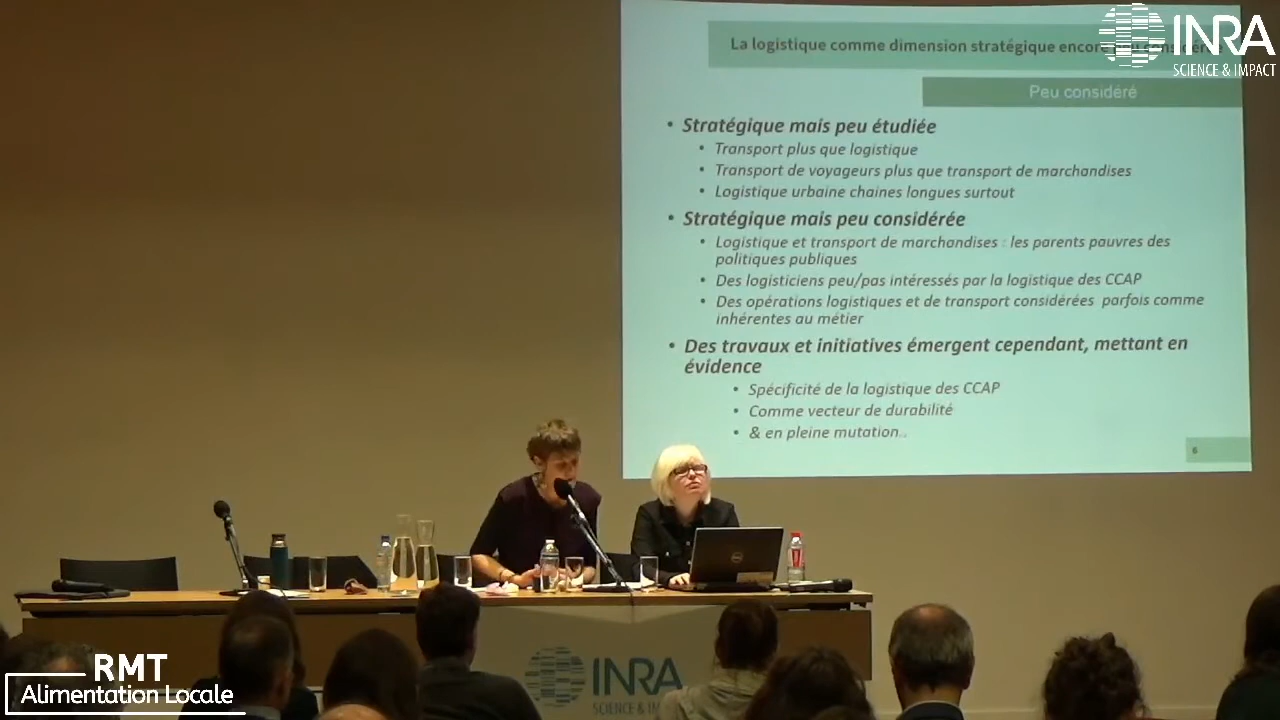 La logistique comme dimension stratégique encore peu considérée
INRA
SCIENCE & IMPACT
Peu considéré
• Stratégique mais peu étudiée
• Transport plus que logistique
• Transport de voyageurs plus que transport de marchandises
• Logistique urbaine chaines longues surtout
• Stratégique mais peu considérée
• Logistique et transport de marchandises : les parents pauvres des
politiques publiques
• Des logisticiens peu/pas intéressés par la logistique des CCAP
• Des opérations logistiques et de transport considérées parfois comme
inhérentes au métier
• Des travaux et initiatives émergent cependant, mettant en
évidence
• Spécificité de la logistique des CCAP
• Comme vecteur de durabilité
• & en pleine mutation..
6
DELL
INRA
SCIENCE &
RMT
Alimentation Locale